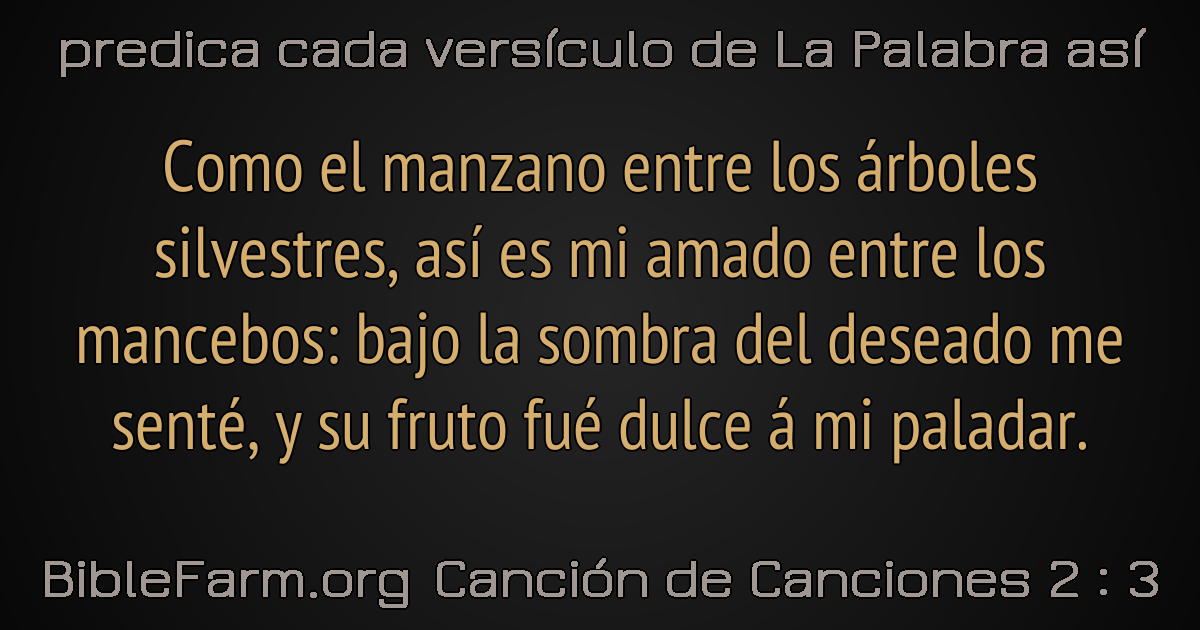 predica cada versículo de La Palabra así
Como el manzano entre los árboles
silvestres, así es mi amado entre los
mancebos: bajo la sombra del deseado me
senté, y su fruto fué dulce á mi paladar.
BibleFarm.org Canción de Canciones 2 : 3